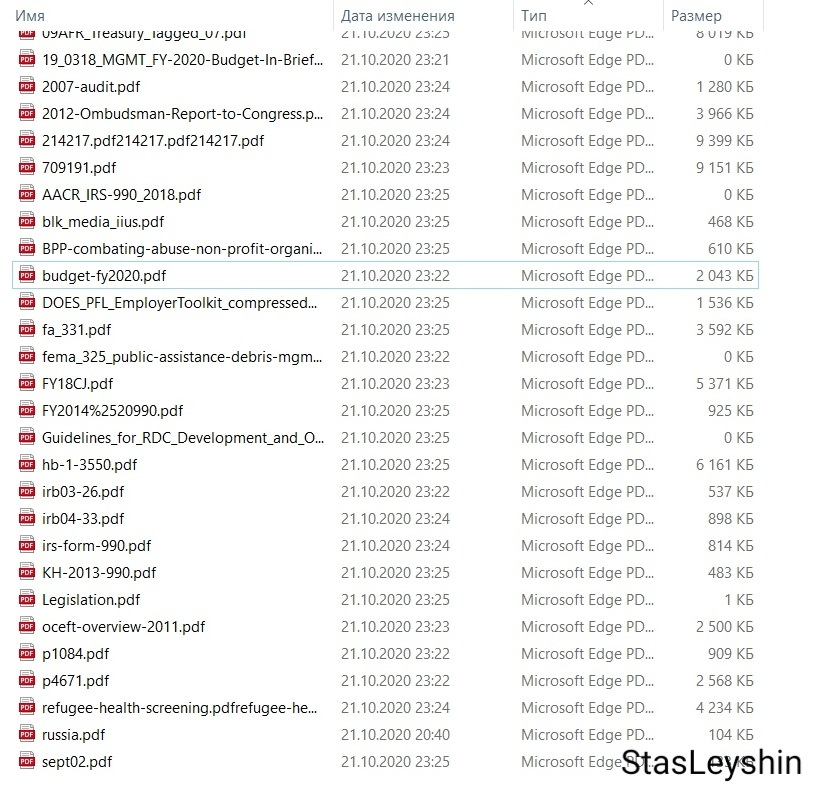 Имя Дата изменения Тип Размер
09AFR_Treasury_Tagged_07.pdf 21.10.2020 23:25 Microsoft Edge PD... 8 019 КБ
19_0318_MGMT_FY-2020-Budget-In-Brief... 21.10.2020 23:21 Microsoft Edge PD... 0 КБ
2007-audit.pdf 21.10.2020 23:24 Microsoft Edge PD... 1 280 КБ
2012-Ombudsman-Report-to-Congress.p... 21.10.2020 23:24 Microsoft Edge PD... 3 966 КБ
214217.pdf214217.pdf214217.pdf 21.10.2020 23:24 Microsoft Edge PD... 9 399 КБ
709191.pdf 21.10.2020 23:23 Microsoft Edge PD... 9 151 КБ
AACR_IRS-990_2018.pdf 21.10.2020 23:25 Microsoft Edge PD... 0 КБ
blk_media_iius.pdf 21.10.2020 23:25 Microsoft Edge PD... 468 КБ
BPP-combating-abuse-non-profit-organi... 21.10.2020 23:25 Microsoft Edge PD... 610 КБ
budget-fy2020.pdf 21.10.2020 23:22 Microsoft Edge PD... 2 043 КБ
DOES_PFL_EmployerToolkit_compressed... 21.10.2020 23:25 Microsoft Edge PD... 1 536 КБ
fa_331.pdf 21.10.2020 23:25 Microsoft Edge PD... 3 592 КБ
fema_325_public-assistance-debris-mgm... 21.10.2020 23:22 Microsoft Edge PD... 0 КБ
FY18CJ.pdf 21.10.2020 23:23 Microsoft Edge PD... 5 371 КБ
FY2014%2520990.pdf 21.10.2020 23:25 Microsoft Edge PD... 925 КБ
Guidelines_for_RDC_Development_and_O... 21.10.2020 23:25 Microsoft Edge PD... 0 КБ
hb-1-3550.pdf 21.10.2020 23:25 Microsoft Edge PD... 6 161 КБ
irb03-26.pdf 21.10.2020 23:22 Microsoft Edge PD... 537 КБ
irb04-33.pdf 21.10.2020 23:24 Microsoft Edge PD... 898 КБ
irs-form-990.pdf 21.10.2020 23:24 Microsoft Edge PD... 814 КБ
KH-2013-990.pdf 21.10.2020 23:25 Microsoft Edge PD... 483 КБ
Legislation.pdf 21.10.2020 23:25 Microsoft Edge PD... 1 КБ
oceft-overview-2011.pdf 21.10.2020 23:23 Microsoft Edge PD... 2 500 КБ
p1084.pdf 21.10.2020 23:22 Microsoft Edge PD... 909 КБ
p4671.pdf 21.10.2020 23:22 Microsoft Edge PD... 2 568 КБ
refugee-health-screening.pdfrefugee-he... 21.10.2020 23:24 Microsoft Edge PD... 4 234 КБ
russia.pdf 21.10.2020 20:40 Microsoft Edge PD... 104 КБ
sept02.pdf 21.10.2020 23:25 Microsoft Edge PD... КБ
StasLeyshin